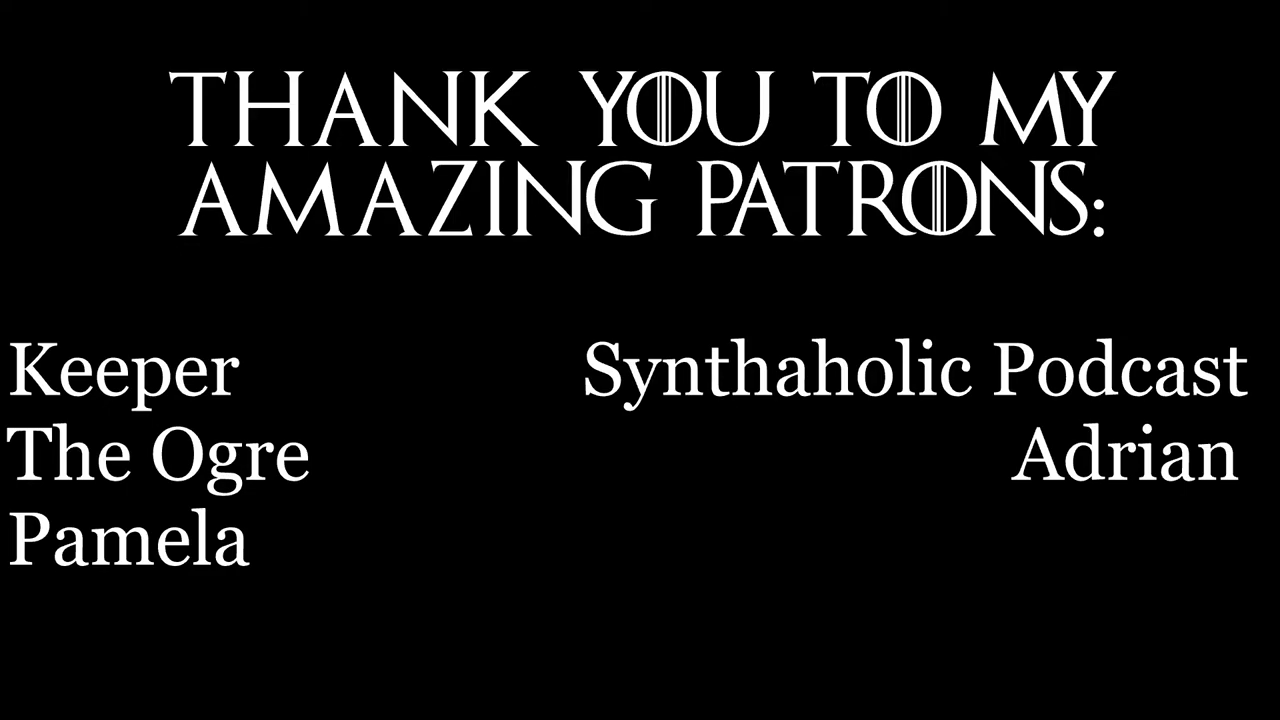 THANK YOU TO MY
AMAZING PATRONS:
Keeper
The Ogre
Pamela
Synthaholic Podcast
Adrian